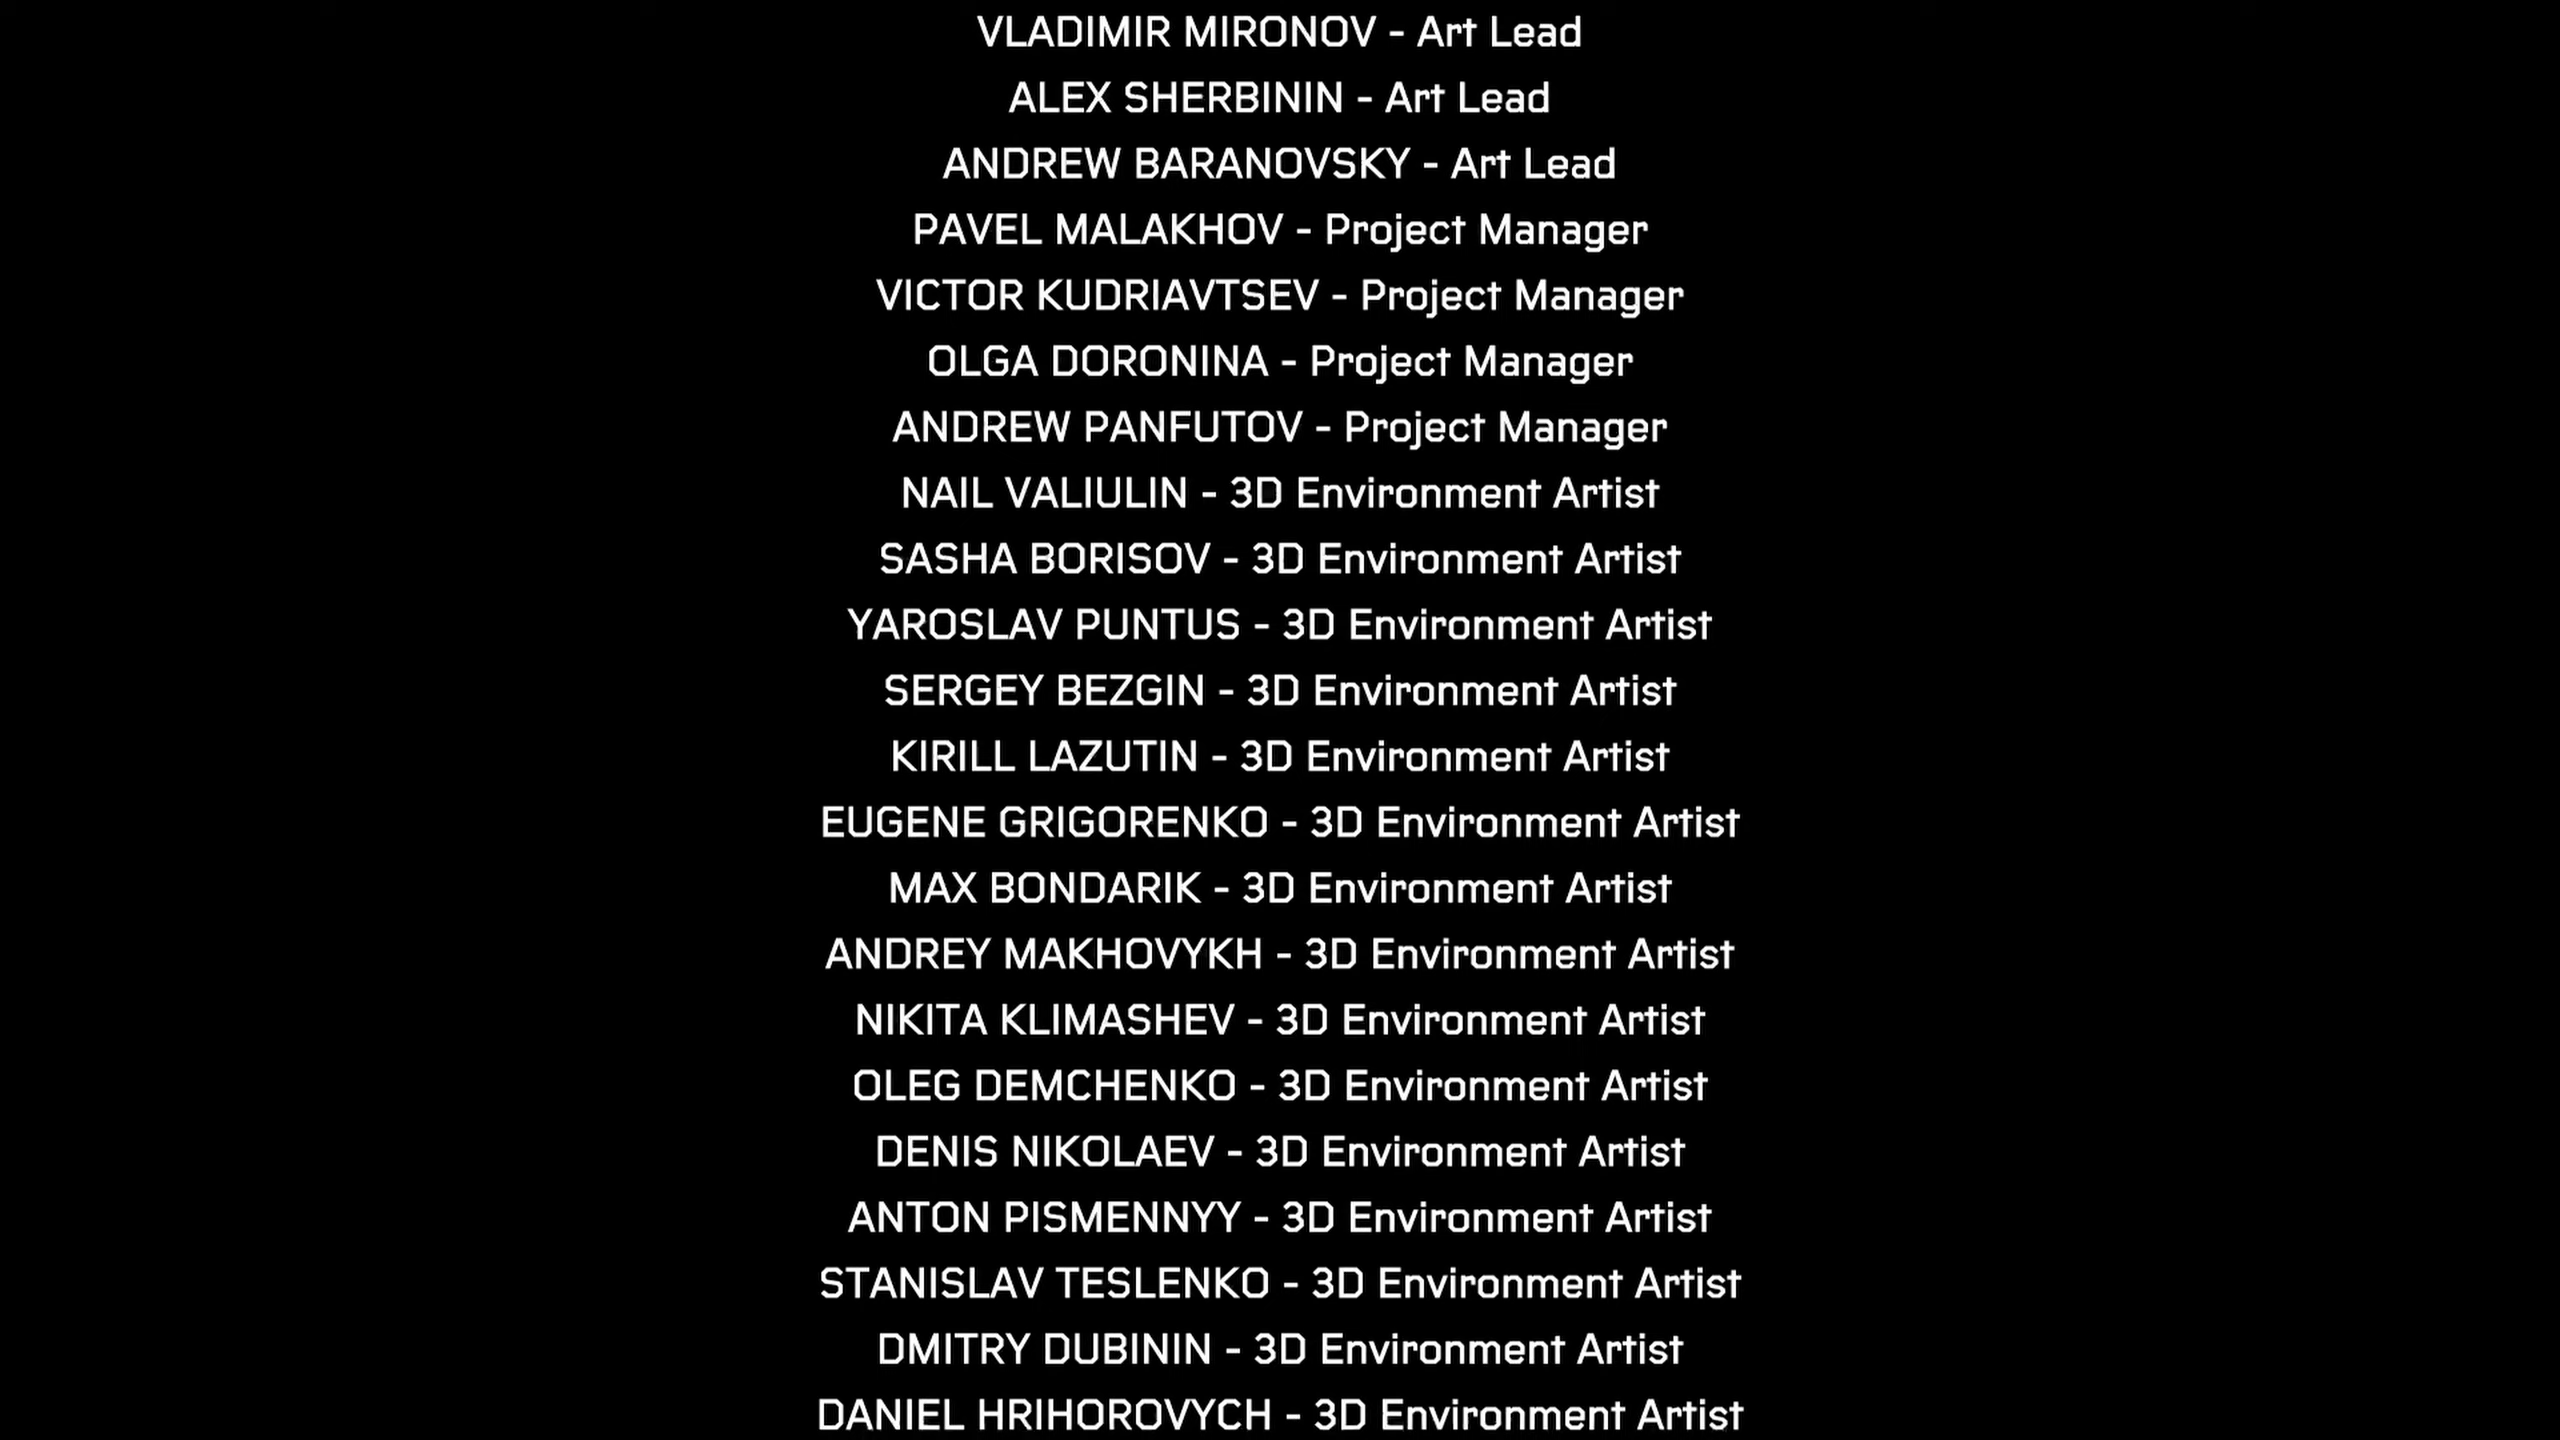 VLADIMIR MIRONOV - Art Lead
ALEX SHERBININ - Art Lead
ANDREW BARANOVSKY - Art Lead
PAVEL MALAKHOV - Project Manager
VICTOR KUDRIAVTSEV - Project Manager
OLGA DORONINA - Project Manager
ANDREW PANFUTOV - Project Manager
NAIL VALIULIN - 3D Environment Artist
SASHA BORISOV - 3D Environment Artist
YAROSLAV PUNTUS - 3D Environment Artist
SERGEY BEZGIN - 3D Environment Artist
KIRILL LAZUTIN - 3D Environment Artist
EUGENE GRIGORENKO - 3D Environment Artist
MAX BONDARIK - 3D Environment Artist
ANDREY MAKHOVYKH - 3D Environment Artist
NIKITA KLIMASHEV - 3D Environment Artist
OLEG DEMCHENKO - 3D Environment Artist
DENIS NIKOLAEV - 3D Environment Artist
ANTON PISMENNYY - 3D Environment Artist
STANISLAV TESLENKO - 3D Environment Artist
DMITRY DUBININ - 3D Environment Artist
DANIEL HRIHOROVYCH - 3D Environment Artist